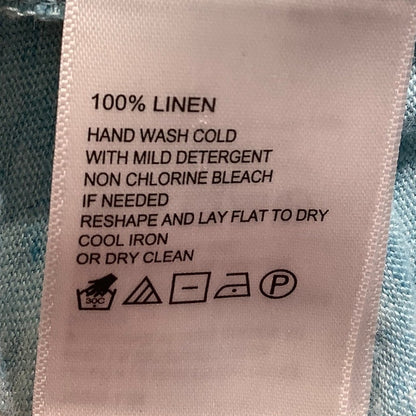 100% LINEN
HAND WASH COLD
WITH MILD DETERGENT
NON CHLORINE BLEACH
IF NEEDED
RESHAPE AND LAY FLAT TO DRY
COOL IRON
OR DRY CLEAN
30C P